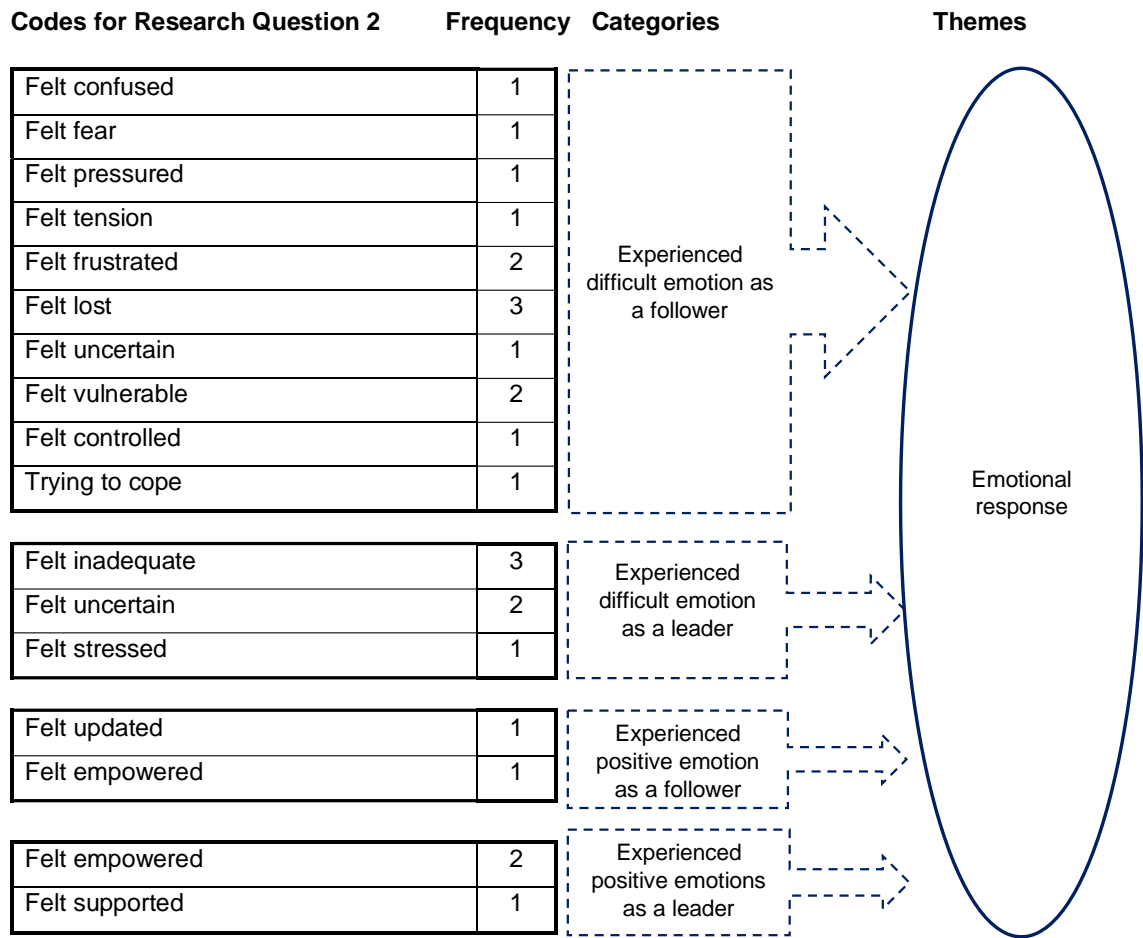 Codes for Research Question 2 Frequency Categories Themes
Felt confused 1
Felt fear 1
Felt pressured 1
Felt tension 1
Felt frustrated 2
Felt lost 3
Felt uncertain 1
Felt vulnerable 2
Felt controlled 1
Trying to cope 1
Experienced
difficult emotion as
a follower
Felt inadequate 3
Felt uncertain 2
Felt stressed 1
Experienced
difficult emotion
as a leader
Felt updated 1
Felt empowered 1
Experienced
positive emotion
as a follower
Felt empowered 2
Felt supported 1
Experienced
positive emotions
as a leader
Emotional
response